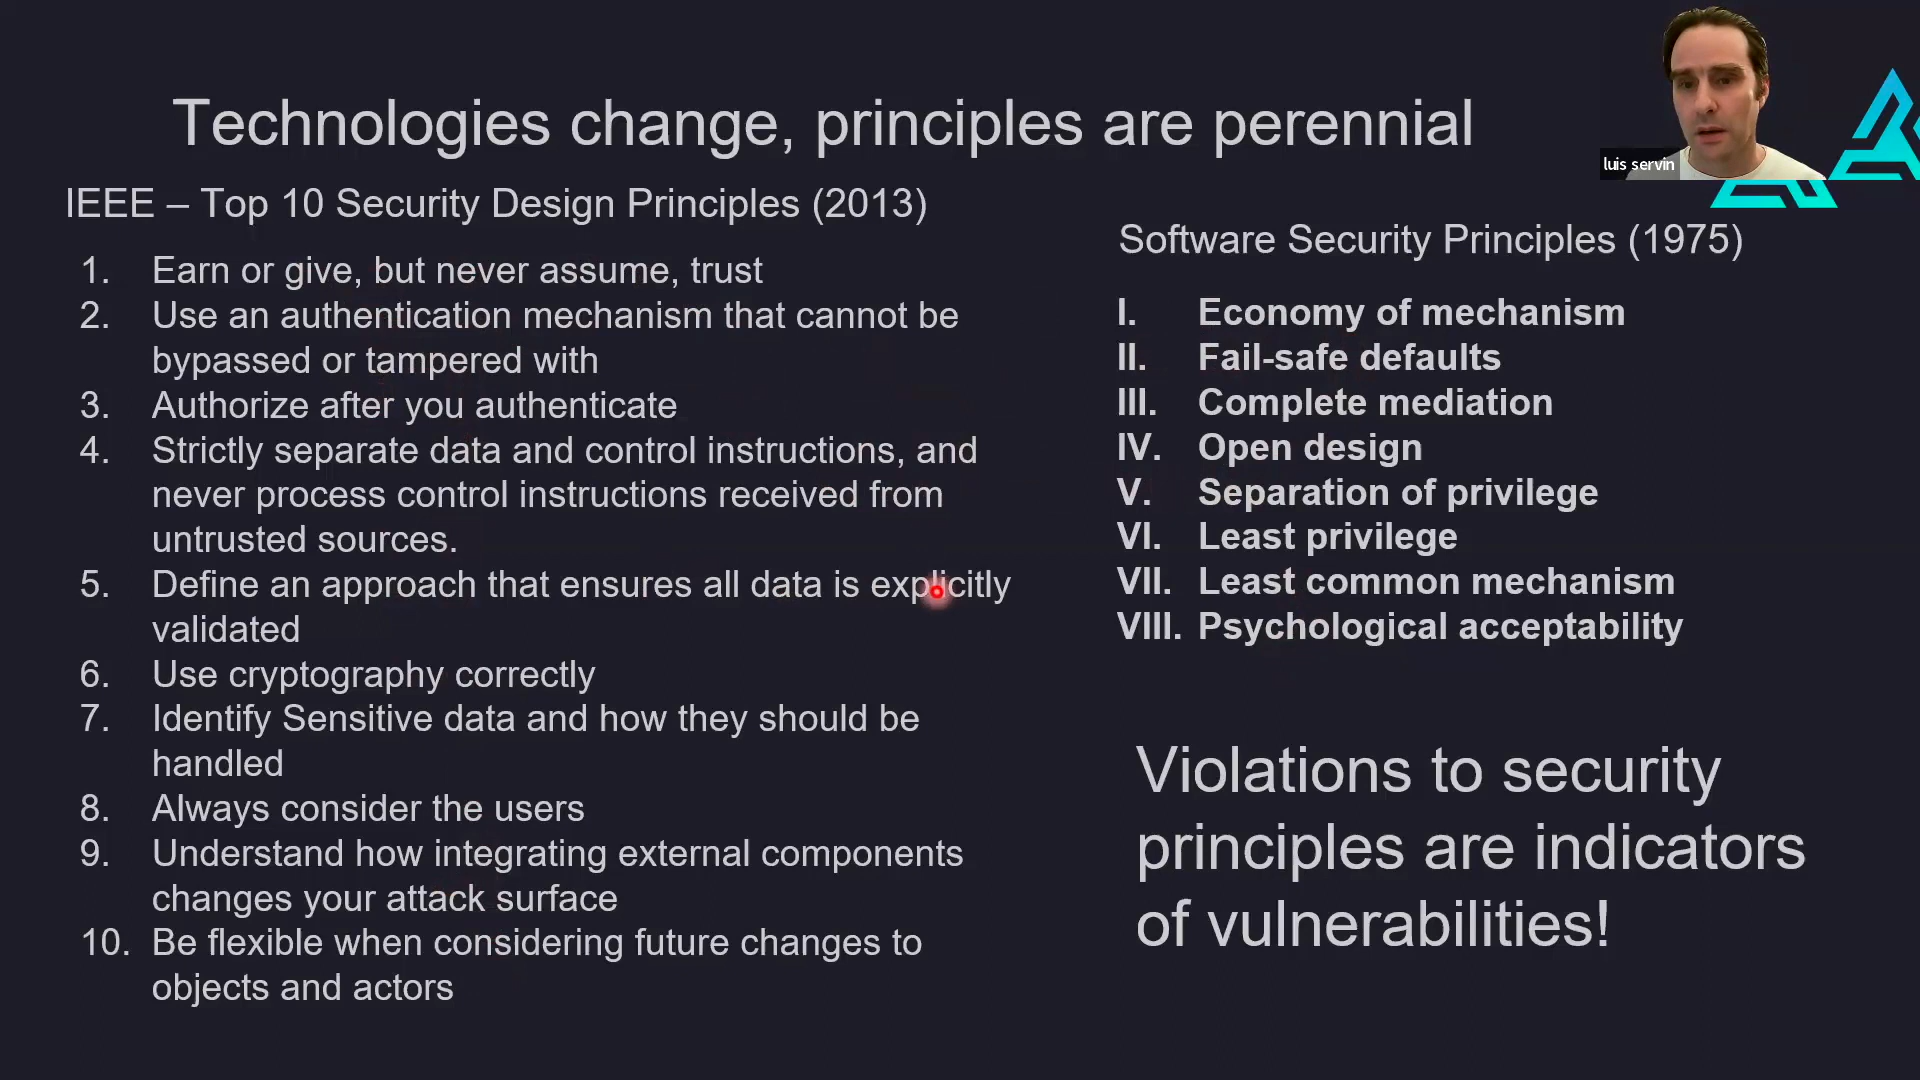 Technologies change, principles are perennial
luis servin
IEEE – Top 10 Security Design Principles (2013)
1. Earn or give, but never assume, trust
2. Use an authentication mechanism that cannot be
bypassed or tampered with
3. Authorize after you authenticate
4. Strictly separate data and control instructions, and
never process control instructions received from
untrusted sources.
5. Define an approach that ensures all data is explicitly
validated
6. Use cryptography correctly
7. Identify Sensitive data and how they should be
handled
8. Always consider the users
9. Understand how integrating external components
changes your attack surface
10. Be flexible when considering future changes to
objects and actors
Software Security Principles (1975)
I. Economy of mechanism
II. Fail-safe defaults
III. Complete mediation
IV. Open design
V. Separation of privilege
VI. Least privilege
VII. Least common mechanism
VIII. Psychological acceptability
Violations to security
principles are indicators
of vulnerabilities!